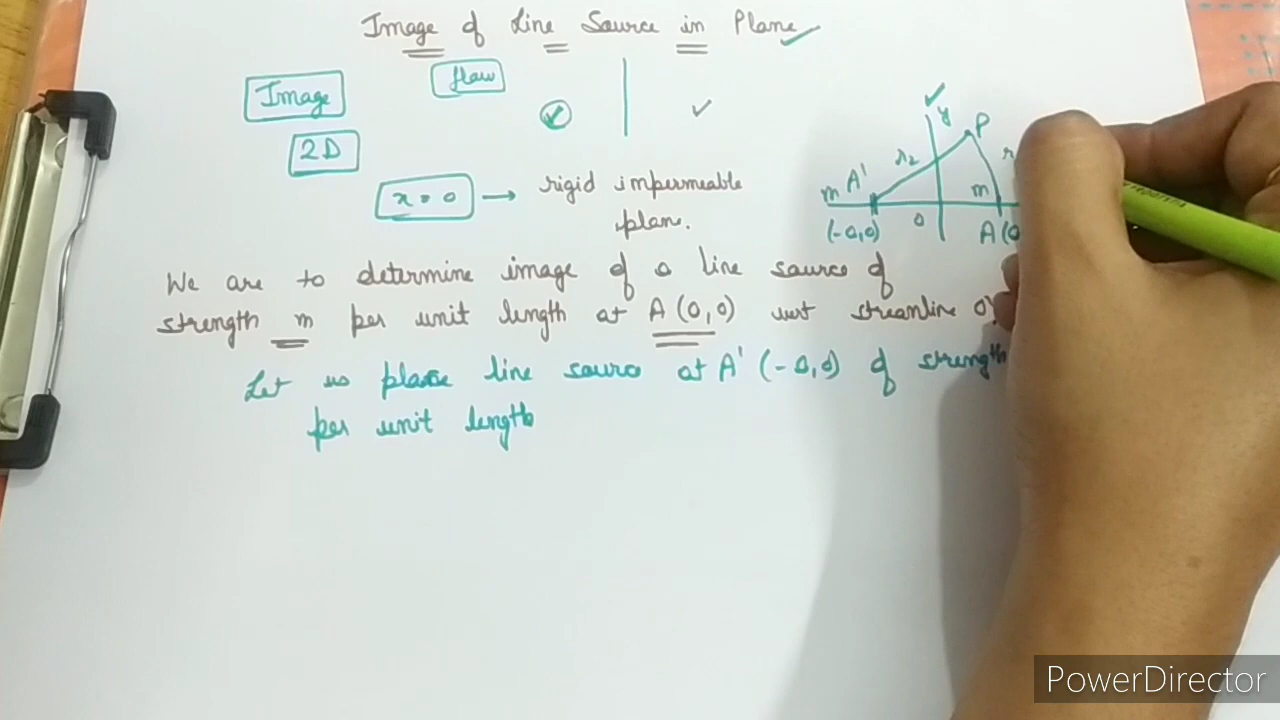 Image of Line Source in Plane
Image
flow
2D
x = 0 → rigid impermeable
plane.
y
P
r2
r
m A'
m
(-a,0)
0
A (a
We are to determine image of a line source of
strength m per unit length at A (a,0) wrt streamline OY
Let us place line source at A' (-a,0) of strength
per unit length
PowerDirector